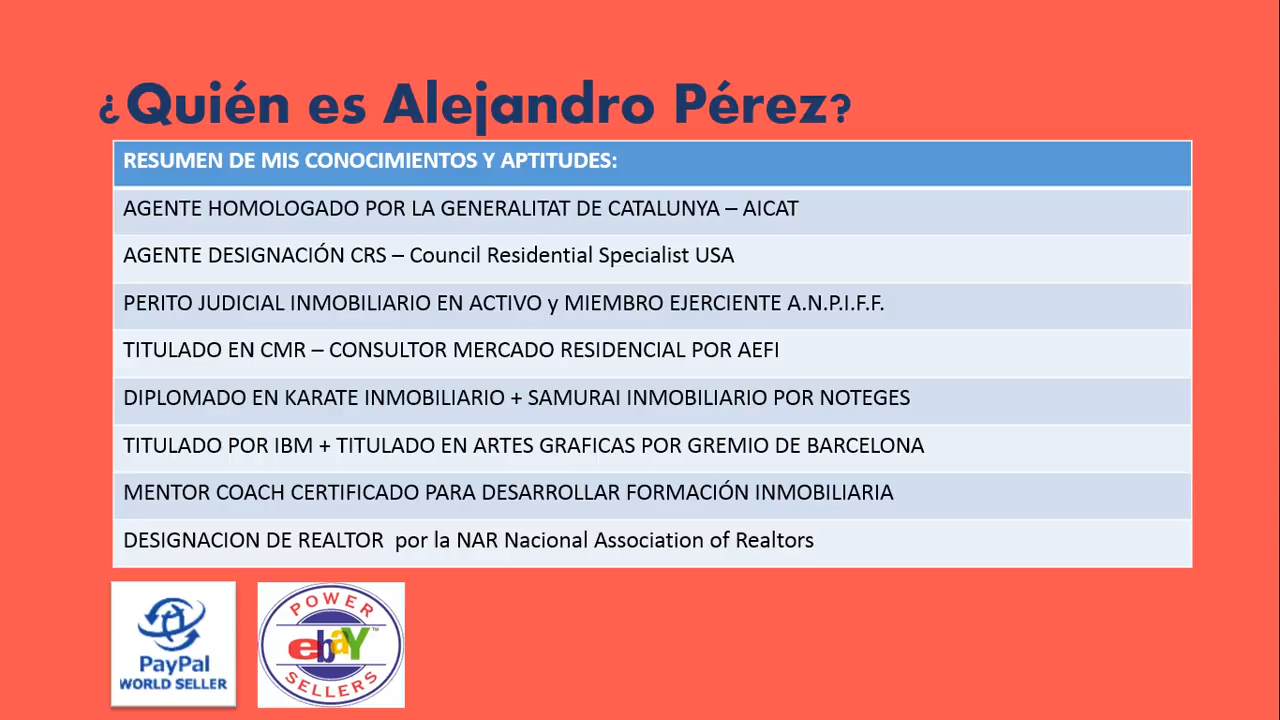 ¿Quién es Alejandro Pérez?
RESUMEN DE MIS CONOCIMIENTOS Y APTITUDES:
AGENTE HOMOLOGADO POR LA GENERALITAT DE CATALUNYA – AICAT
AGENTE DESIGNACIÓN CRS – Council Residential Specialist USA
PERITO JUDICIAL INMOBILIARIO EN ACTIVO y MIEMBRO EJERCIENTE A.N.P.I.F.F.
TITULADO EN CMR – CONSULTOR MERCADO RESIDENCIAL POR AEFI
DIPLOMADO EN KARATE INMOBILIARIO + SAMURAI INMOBILIARIO POR NOTEGES
TITULADO POR IBM + TITULADO EN ARTES GRAFICAS POR GREMIO DE BARCELONA
MENTOR COACH CERTIFICADO PARA DESARROLLAR FORMACIÓN INMOBILIARIA
DESIGNACION DE REALTOR por la NAR Nacional Association of Realtors
PayPal
WORLD SELLER
POWER
ebaY™
SELLERS